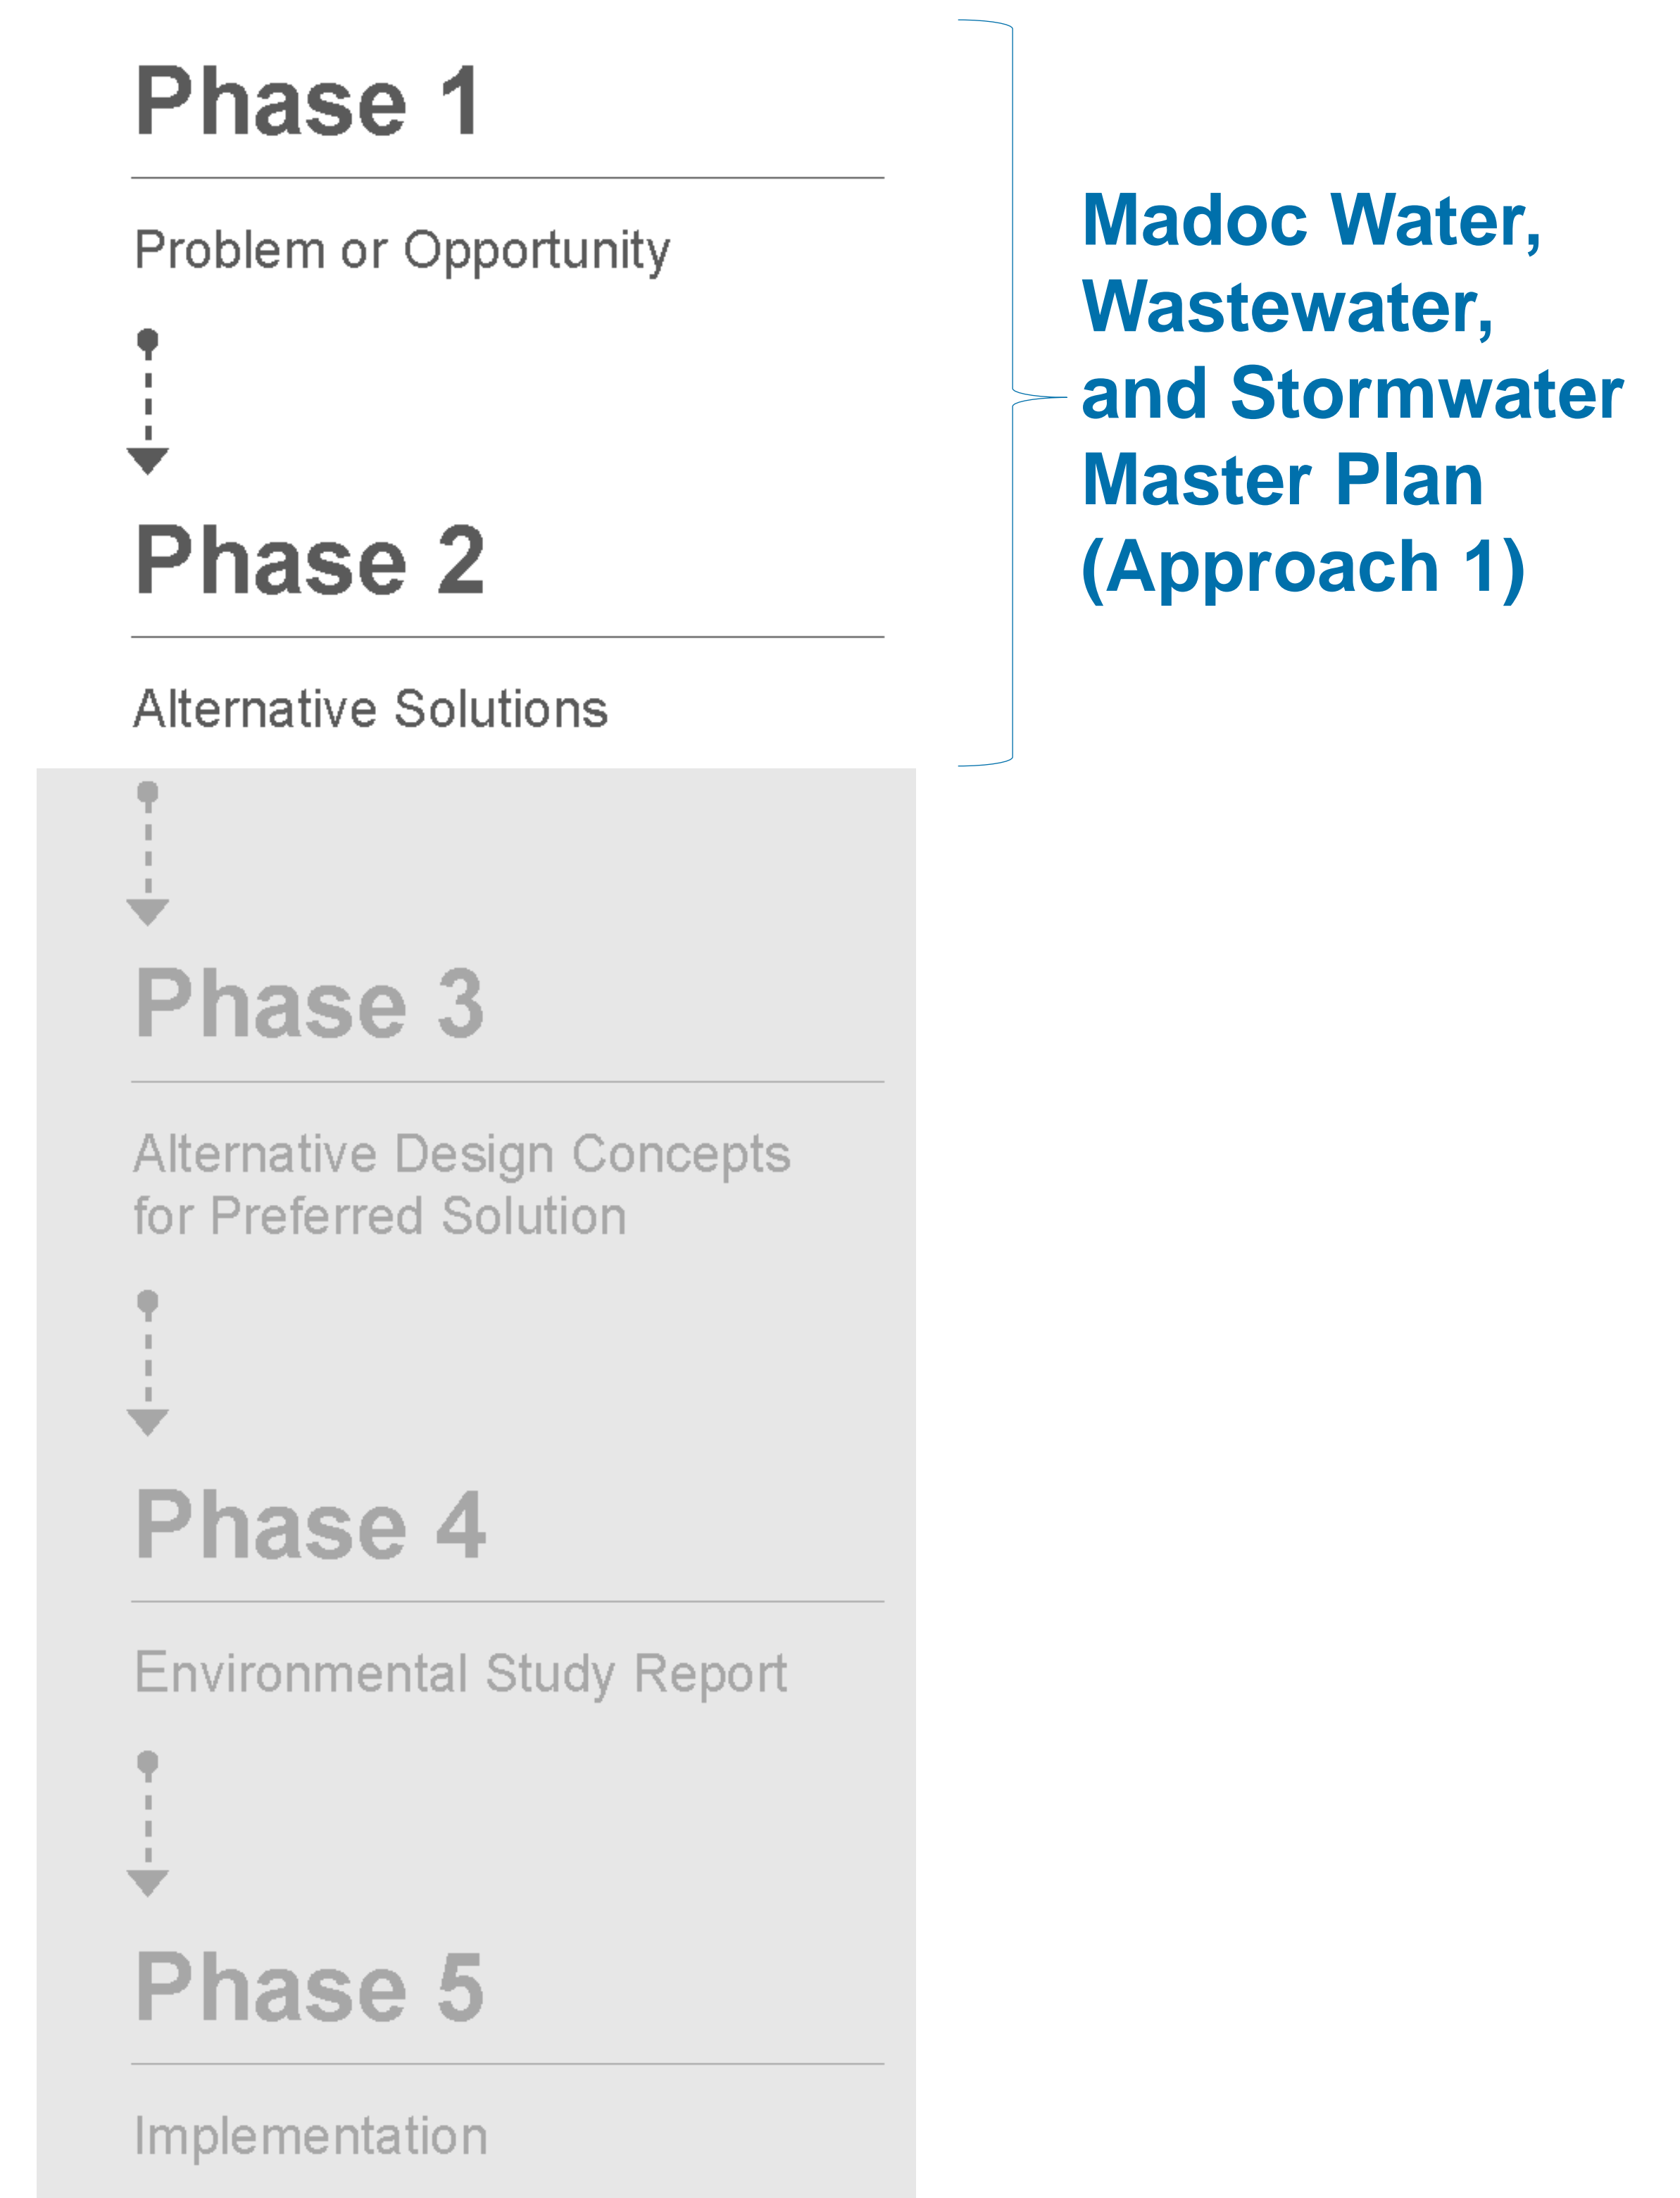 Phase 1
Problem or Opportunity
Phase 2
Alternative Solutions
Phase 3
Alternative Design Concepts
for Preferred Solution
Phase 4
Environmental Study Report
Phase 5
Implementation
Madoc Water,
Wastewater,
and Stormwater
Master Plan
(Approach 1)